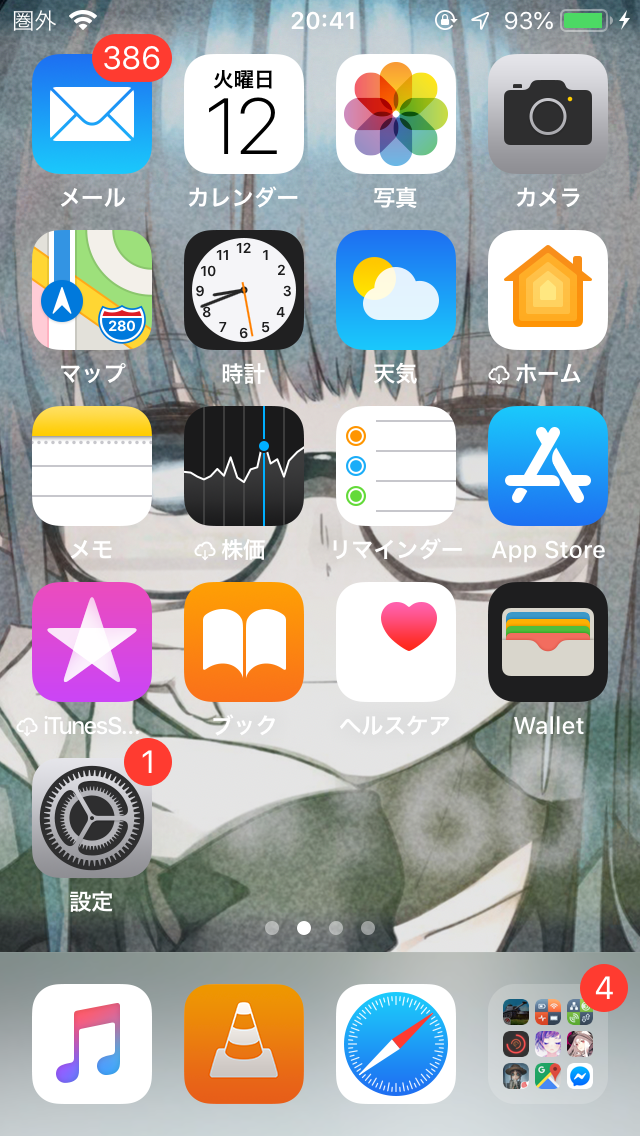 圏外 20:41 93%
386
火曜日
12
メール カレンダー 写真 カメラ
12 1 2 3 4 5 6 7 8 9 10 11
280
マップ 時計 天気 ホーム
メモ 株価 リマインダー App Store
iTunesS... ブック ヘルスケア Wallet
1
設定
4